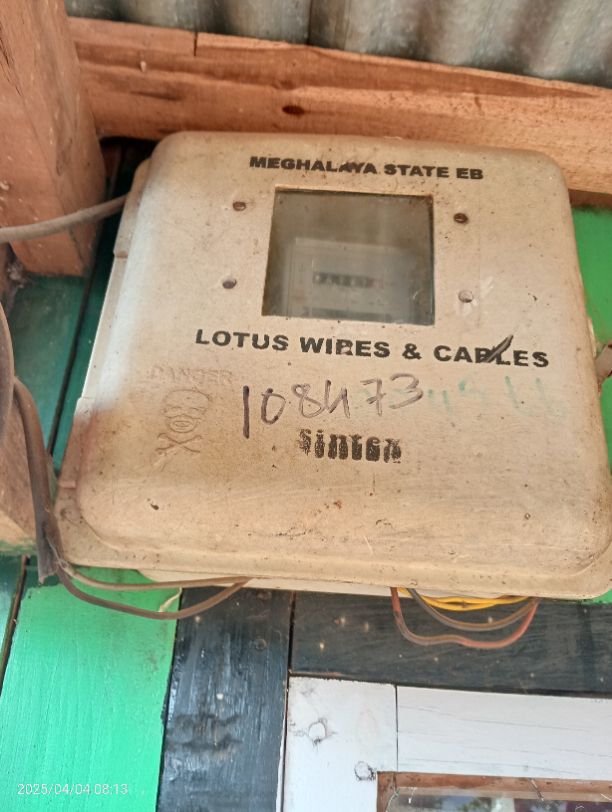 MEGHALAYA STATE EB
LOTUS WIRES & CABLES
DANGER
108473
Sintex
2025/04/04 08:13